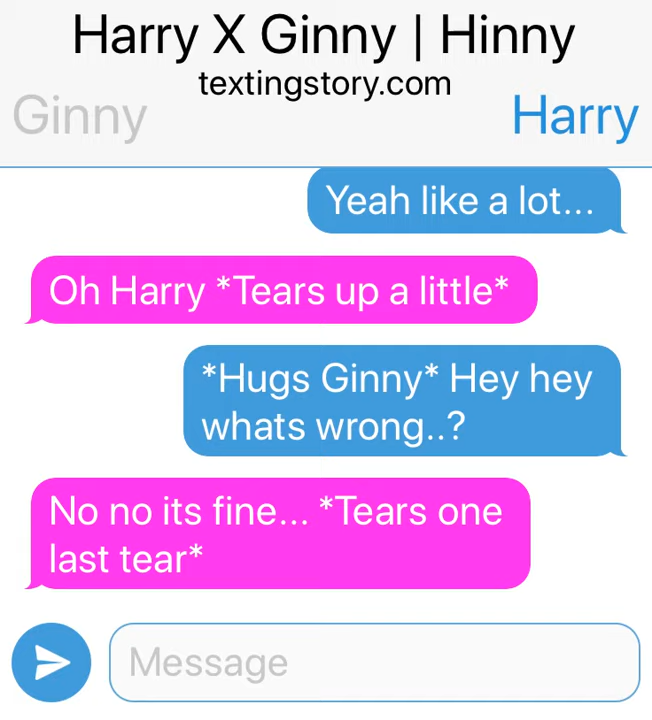 Harry X Ginny | Hinny
textingstory.com
Ginny
Harry
Yeah like a lot...
Oh Harry *Tears up a little*
*Hugs Ginny* Hey hey
whats wrong..?
No no its fine... *Tears one
last tear*
Message